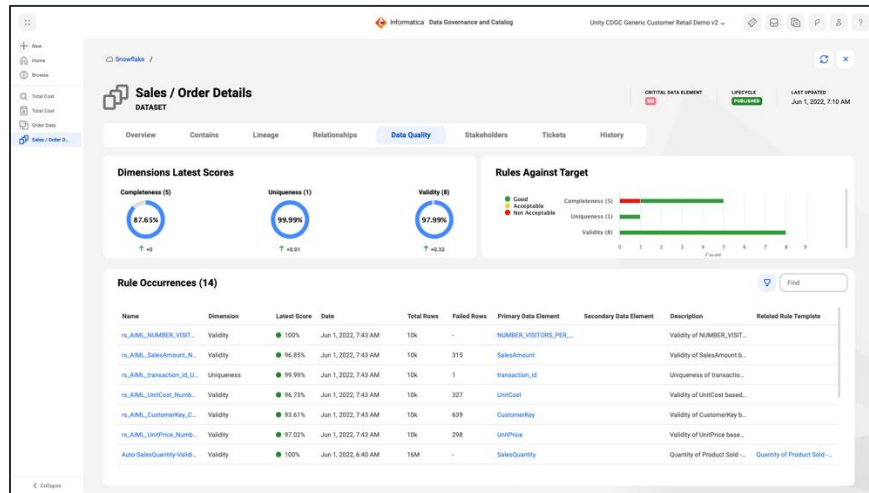 Informatica Data Governance and Catalog
Unity CDGC Generic Customer Retail Demo v2
?
New
Home
Browse
Total Cost
Total Cost
Order Date
Sales / Order D...
Collapse
Snowflake /
Sales / Order Details
DATASET
CRITITAL DATA ELEMENT
NO
LIFECYCLE
PUBLISHED
LAST UPDATED
Jun 1, 2022, 7:10 AM
Overview Contains Lineage Relationships Data Quality Stakeholders Tickets History
Dimensions Latest Scores
Completeness (5) Uniqueness (1) Validity (8)
87.65% 99.99% 97.99%
+0 +0.01 +0.33
Rules Against Target
Good
Acceptable
Not Acceptable
Completeness (5)
Uniqueness (1)
Validity (8)
0 1 2 3 4 5 6 7 8 9
Count
Rule Occurrences (14)
Find
Name Dimension Latest Score Date Total Rows Failed Rows Primary Data Element Secondary Data Element Description Related Rule Template
rs_AIML_NUMBER_VISIT... Validity 100% Jun 1, 2022, 7:43 AM 10k - NUMBER_VISITORS_PER_... Validity of NUMBER_VISIT...
rs_AIML_SalesAmount_N... Validity 96.85% Jun 1, 2022, 7:43 AM 10k 315 SalesAmount Validity of SalesAmount b...
rs_AIML_transaction_id_U... Uniqueness 99.99% Jun 1, 2022, 7:43 AM 10k 1 transaction_id Uniqueness of transactio...
rs_AIML_UnitCost_Numb... Validity 96.73% Jun 1, 2022, 7:43 AM 10k 327 UnitCost Validity of UnitCost based...
rs_AIML_CustomerKey_C... Validity 93.61% Jun 1, 2022, 7:43 AM 10k 639 CustomerKey Validity of CustomerKey b...
rs_AIML_UnitPrice_Numb... Validity 97.02% Jun 1, 2022, 7:43 AM 10k 298 UnitPrice Validity of UnitPrice base...
Auto-SalesQuantity-Validi... Validity 100% Jun 1, 2022, 6:40 AM 16M - SalesQuantity Quantity of Product Sold -... Quantity of Product Sold -...